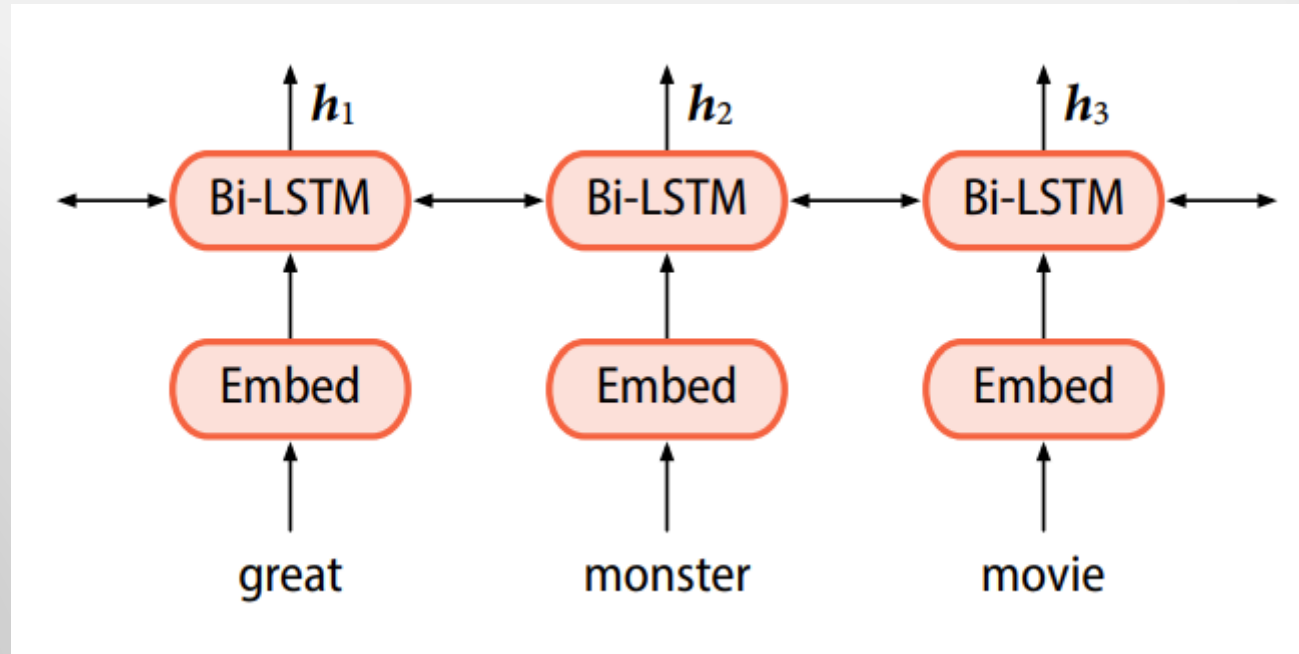 h₁ h₂ h₃
Bi-LSTM Bi-LSTM Bi-LSTM
Embed Embed Embed
great monster movie